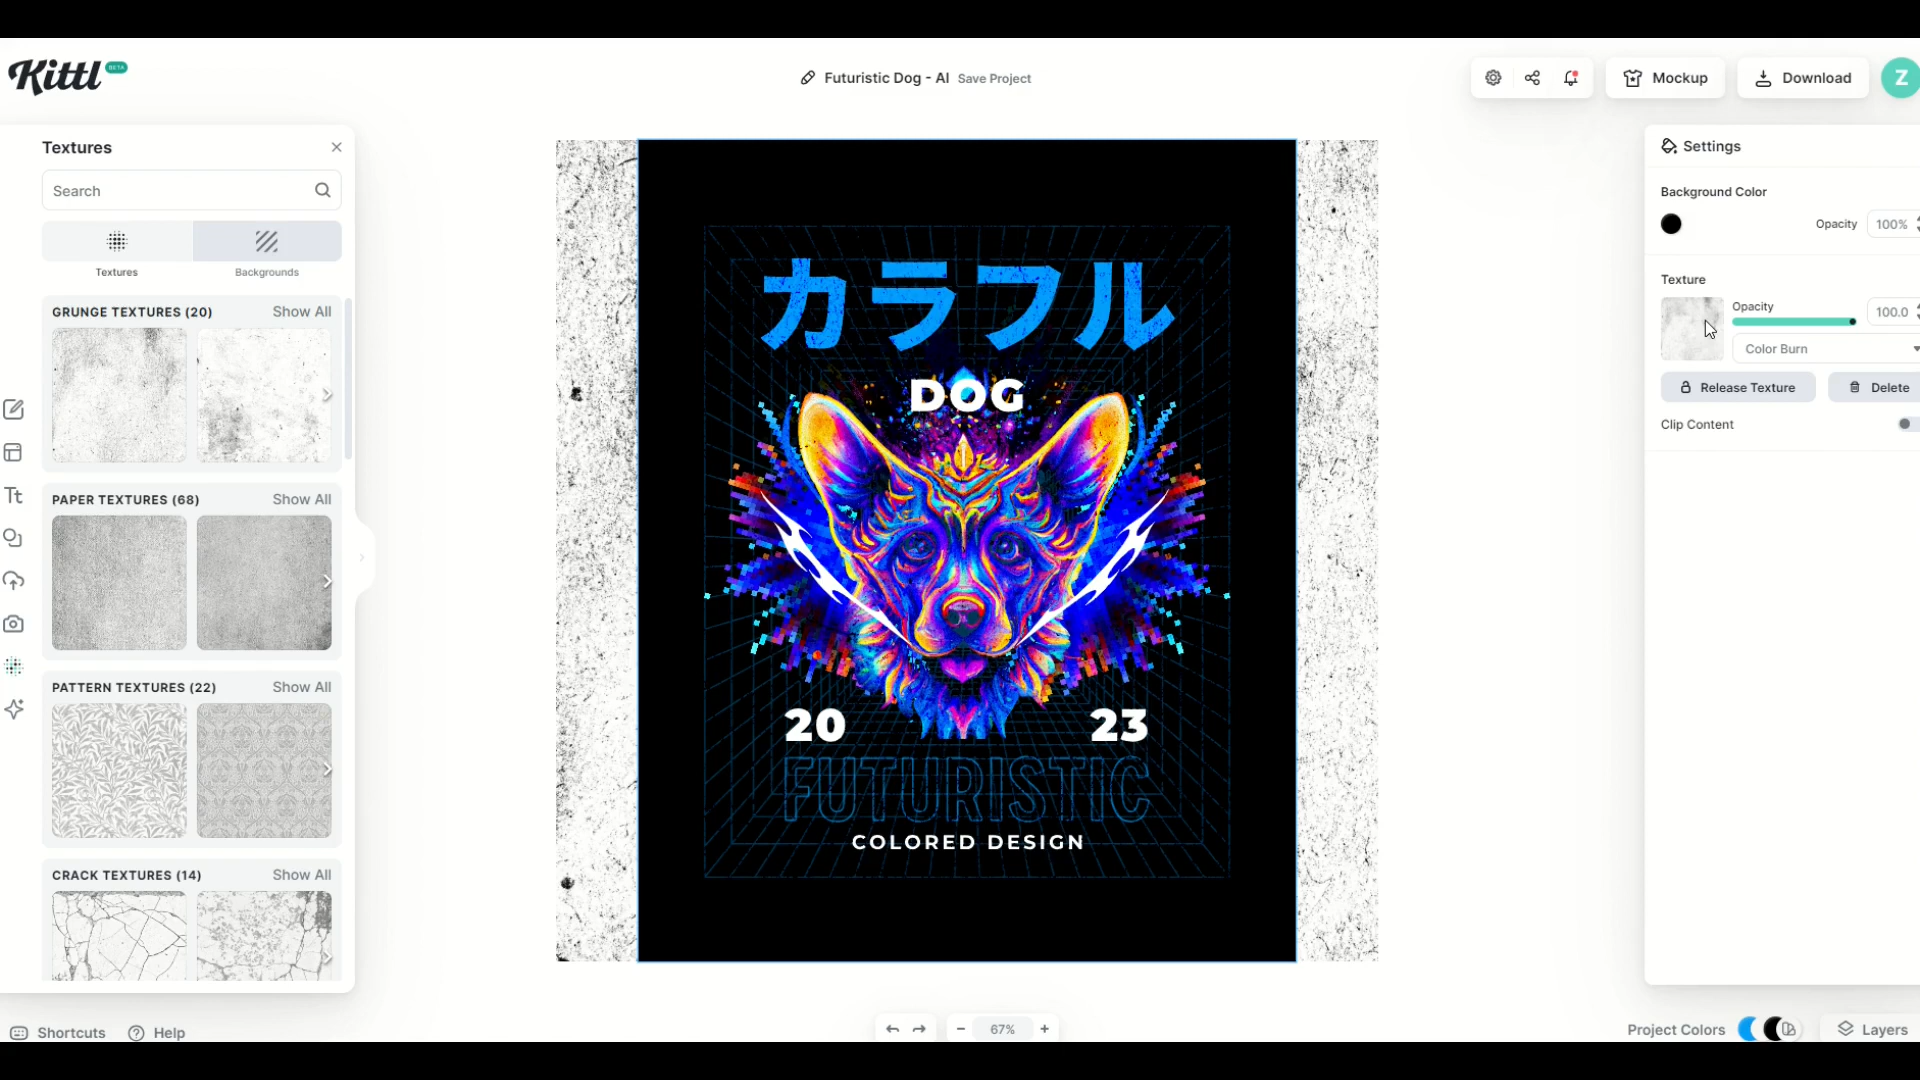 Kittl BETA
Futuristic Dog - AI Save Project
Mockup
Download
Z
Textures
Search
Textures
Backgrounds
GRUNGE TEXTURES (20) Show All
PAPER TEXTURES (68) Show All
PATTERN TEXTURES (22) Show All
CRACK TEXTURES (14) Show All
Shortcuts
Help
カラフル
DOG
20 23
FUTURISTIC
COLORED DESIGN
67%
Settings
Background Color
Opacity 100%
Texture
Opacity 100.0
Color Burn
Release Texture
Delete
Clip Content
Project Colors
Layers
Tt